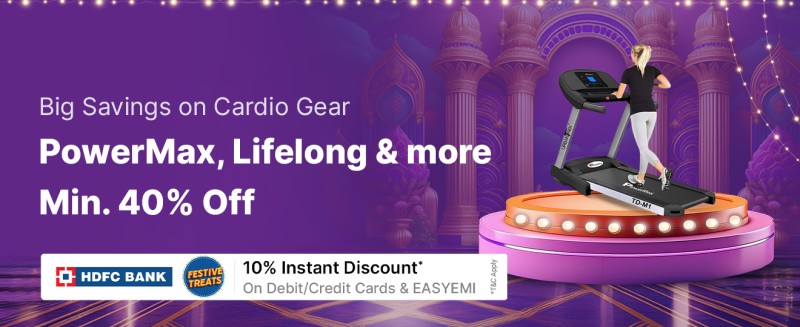 Big Savings on Cardio Gear
PowerMax, Lifelong & more
Min. 40% Off
HDFC BANK
FESTIVE
TREATS
10% Instant Discount*
On Debit/Credit Cards & EASYEMI
*T&C Apply
PowerMax
TD-M1